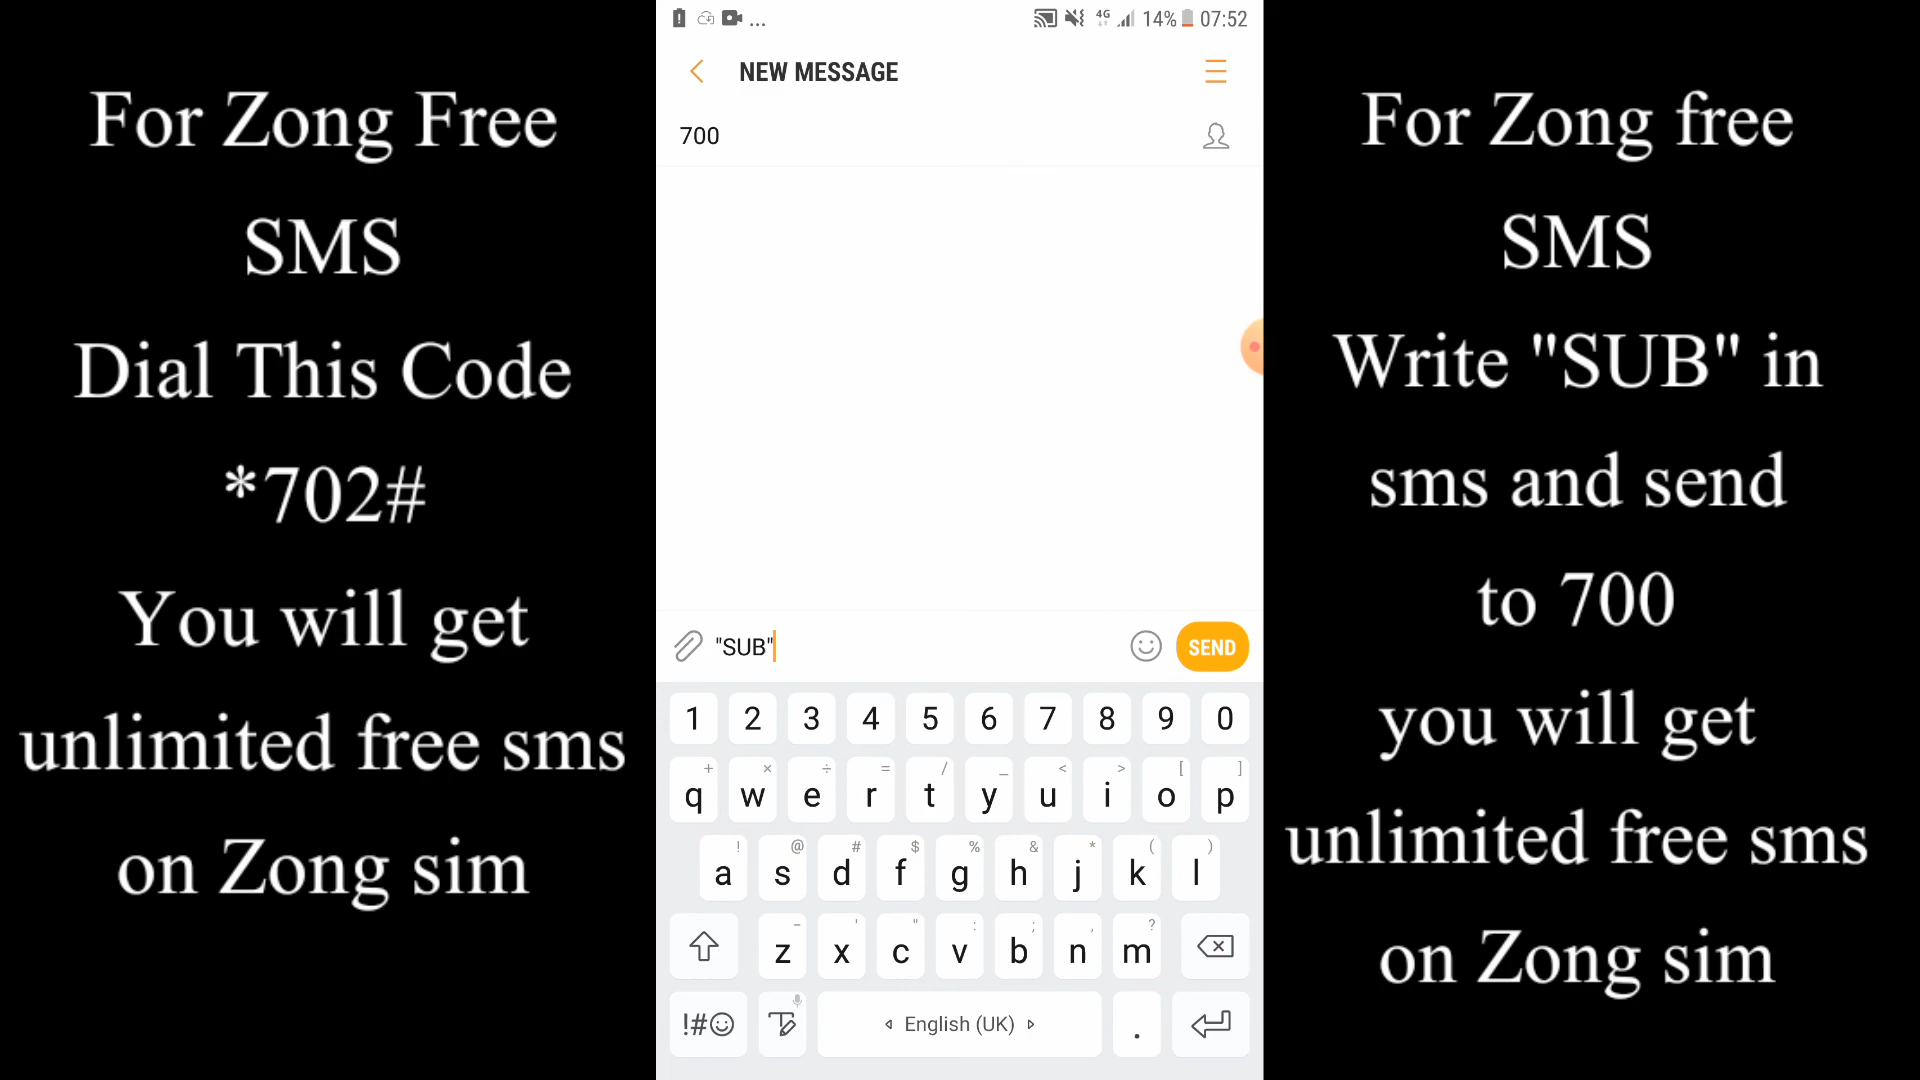 For Zong Free
SMS
Dial This Code
*702#
You will get
unlimited free sms
on Zong sim
... 4G 14% 07:52
NEW MESSAGE
700
"SUB" SEND
1 2 3 4 5 6 7 8 9 0
+ × ÷ = / _ < > [ ]
q w e r t y u i o p
! @ # $ % & * ( )
a s d f g h j k l
- ' " : ; , ?
z x c v b n m
!#☺ T English (UK) .
For Zong free
SMS
Write "SUB" in
sms and send
to 700
you will get
unlimited free sms
on Zong sim